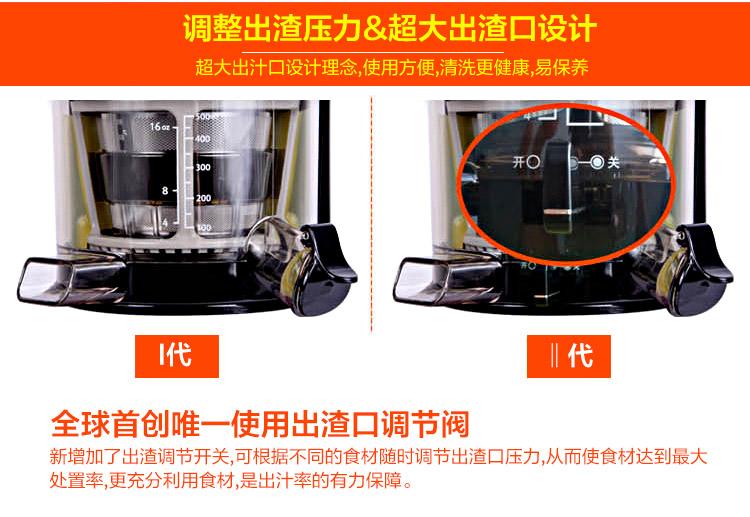 调整出渣压力&超大出渣口设计
超大出汁口设计理念,使用方便,清洗更健康,易保养
16oz 500
400
300
8 200
4 100
开 关
开 关
I代
II 代
全球首创唯一使用出渣口调节阀
新增加了出渣调节开关,可根据不同的食材随时调节出渣口压力,从而使食材达到最大
处置率,更充分利用食材,是出汁率的有力保障。